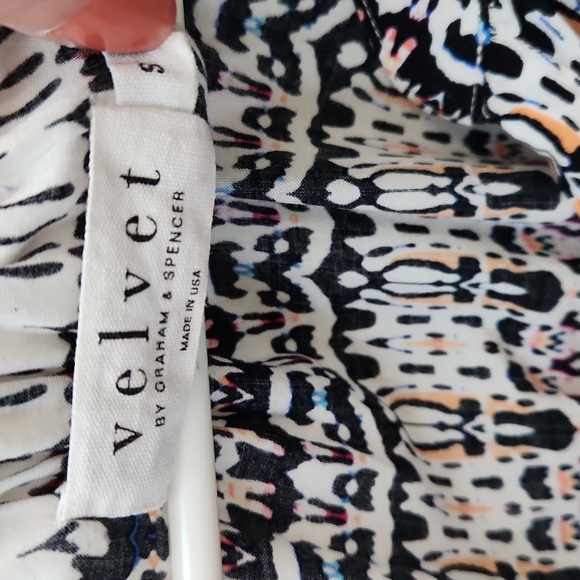 S
velvet
BY GRAHAM & SPENCER
MADE IN USA